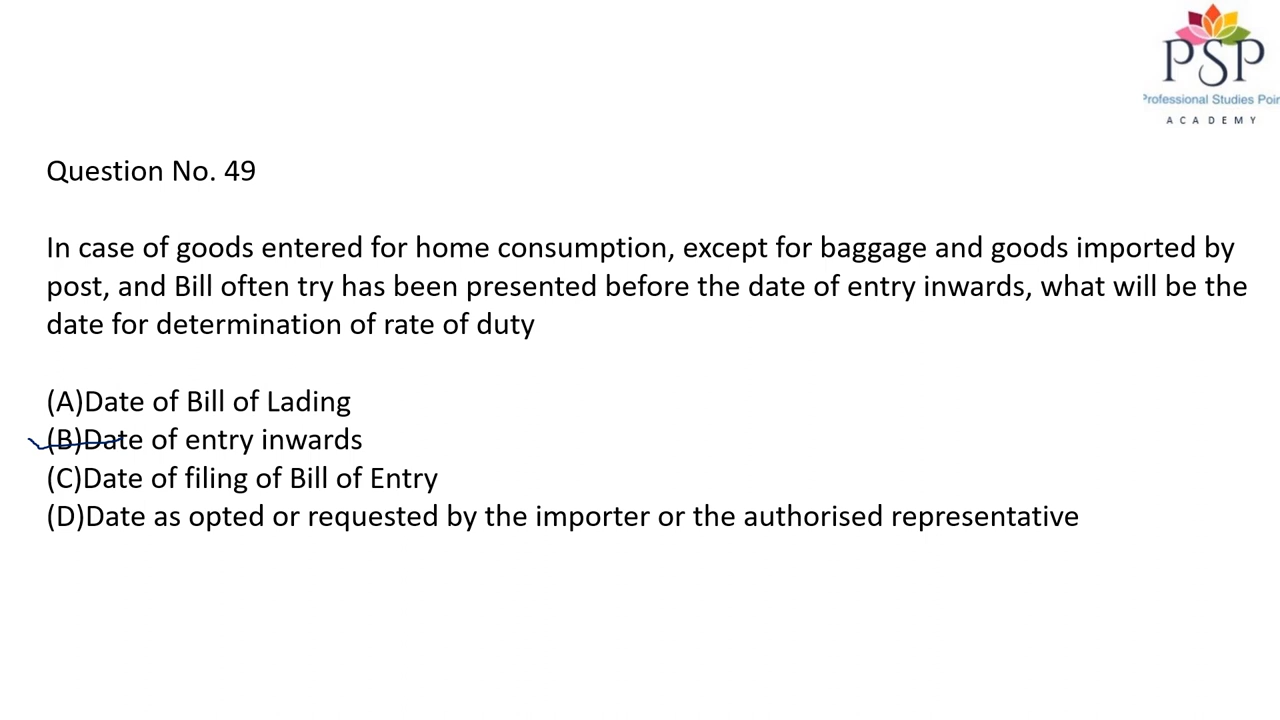 PSP
Professional Studies Poin
ACADEMY
Question No. 49
In case of goods entered for home consumption, except for baggage and goods imported by
post, and Bill often try has been presented before the date of entry inwards, what will be the
date for determination of rate of duty
(A)Date of Bill of Lading
(B)Date of entry inwards
(C)Date of filing of Bill of Entry
(D)Date as opted or requested by the importer or the authorised representative